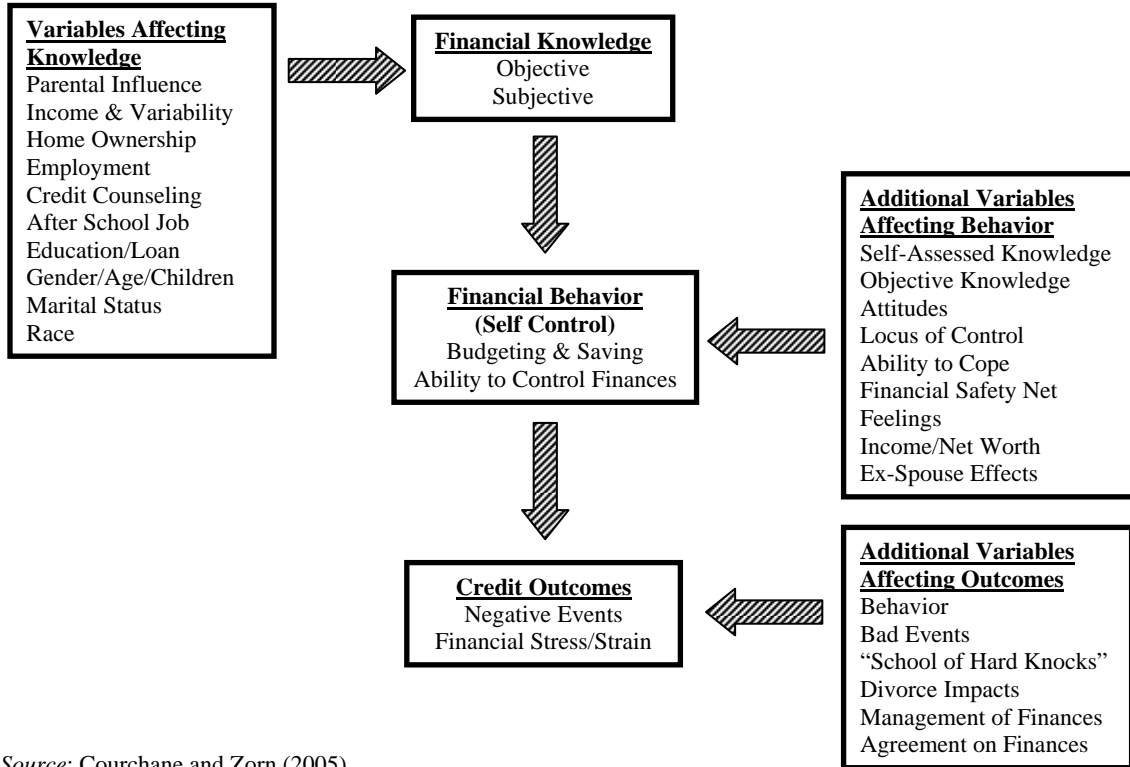 Variables Affecting
Knowledge
Parental Influence
Income & Variability
Home Ownership
Employment
Credit Counseling
After School Job
Education/Loan
Gender/Age/Children
Marital Status
Race
Financial Knowledge
Objective
Subjective
Financial Behavior
(Self Control)
Budgeting & Saving
Ability to Control Finances
Additional Variables
Affecting Behavior
Self-Assessed Knowledge
Objective Knowledge
Attitudes
Locus of Control
Ability to Cope
Financial Safety Net
Feelings
Income/Net Worth
Ex-Spouse Effects
Credit Outcomes
Negative Events
Financial Stress/Strain
Additional Variables
Affecting Outcomes
Behavior
Bad Events
“School of Hard Knocks”
Divorce Impacts
Management of Finances
Agreement on Finances
Source: Courchane and Zorn (2005)